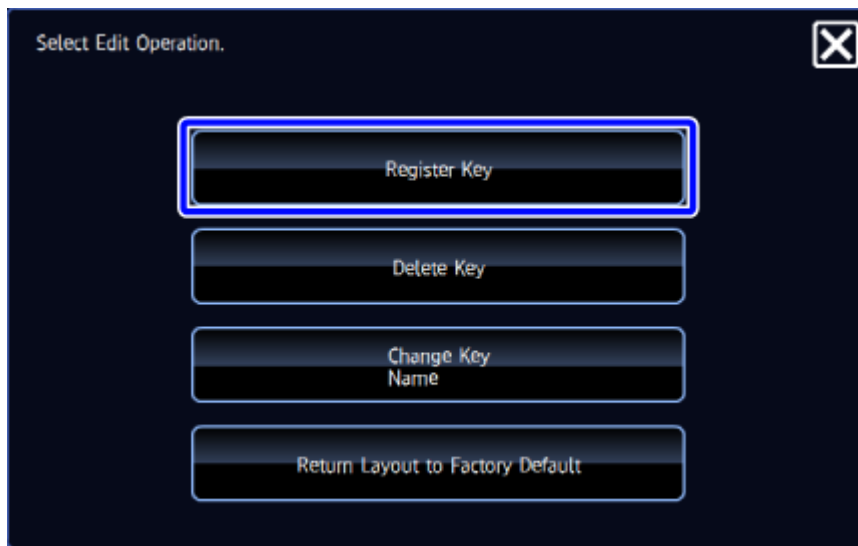 Select Edit Operation.
Register Key
Delete Key
Change Key
Name
Return Layout to Factory Default